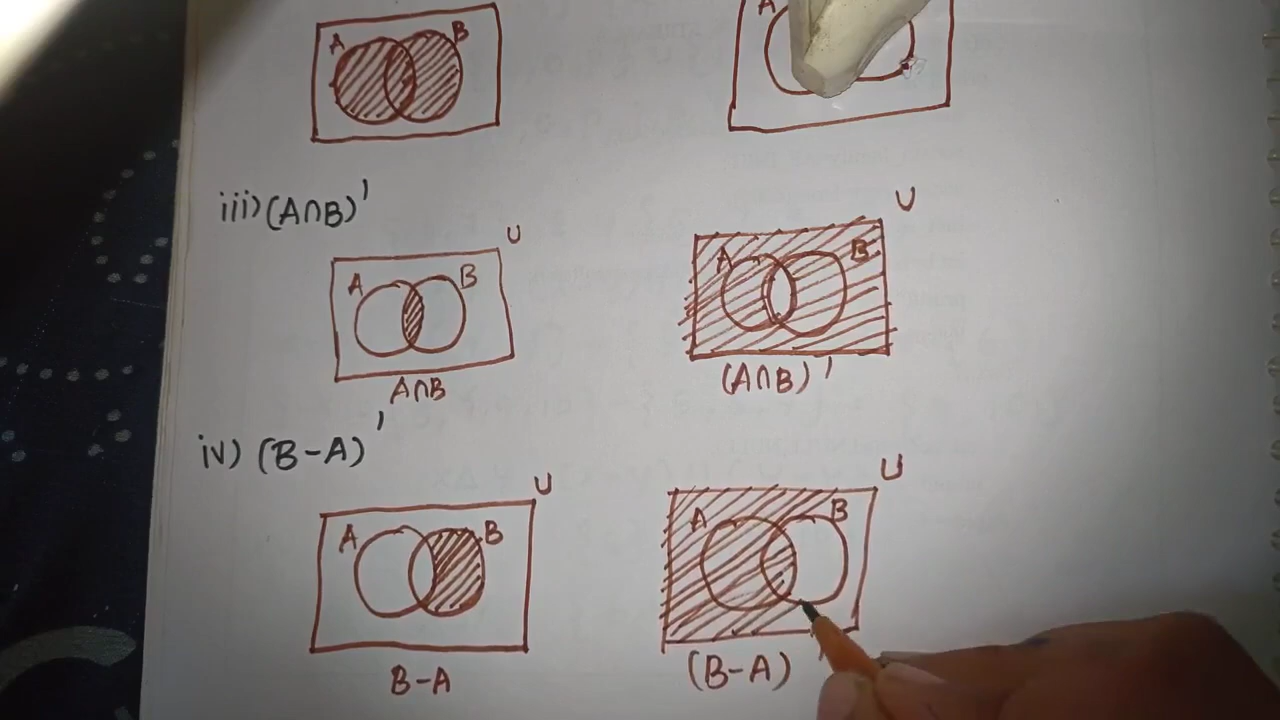 A B
A
iii) (A∩B)'
U
A B
A∩B
U
A B
(A∩B)'
iv) (B-A)'
U
A B
B-A
U
A B
(B-A)